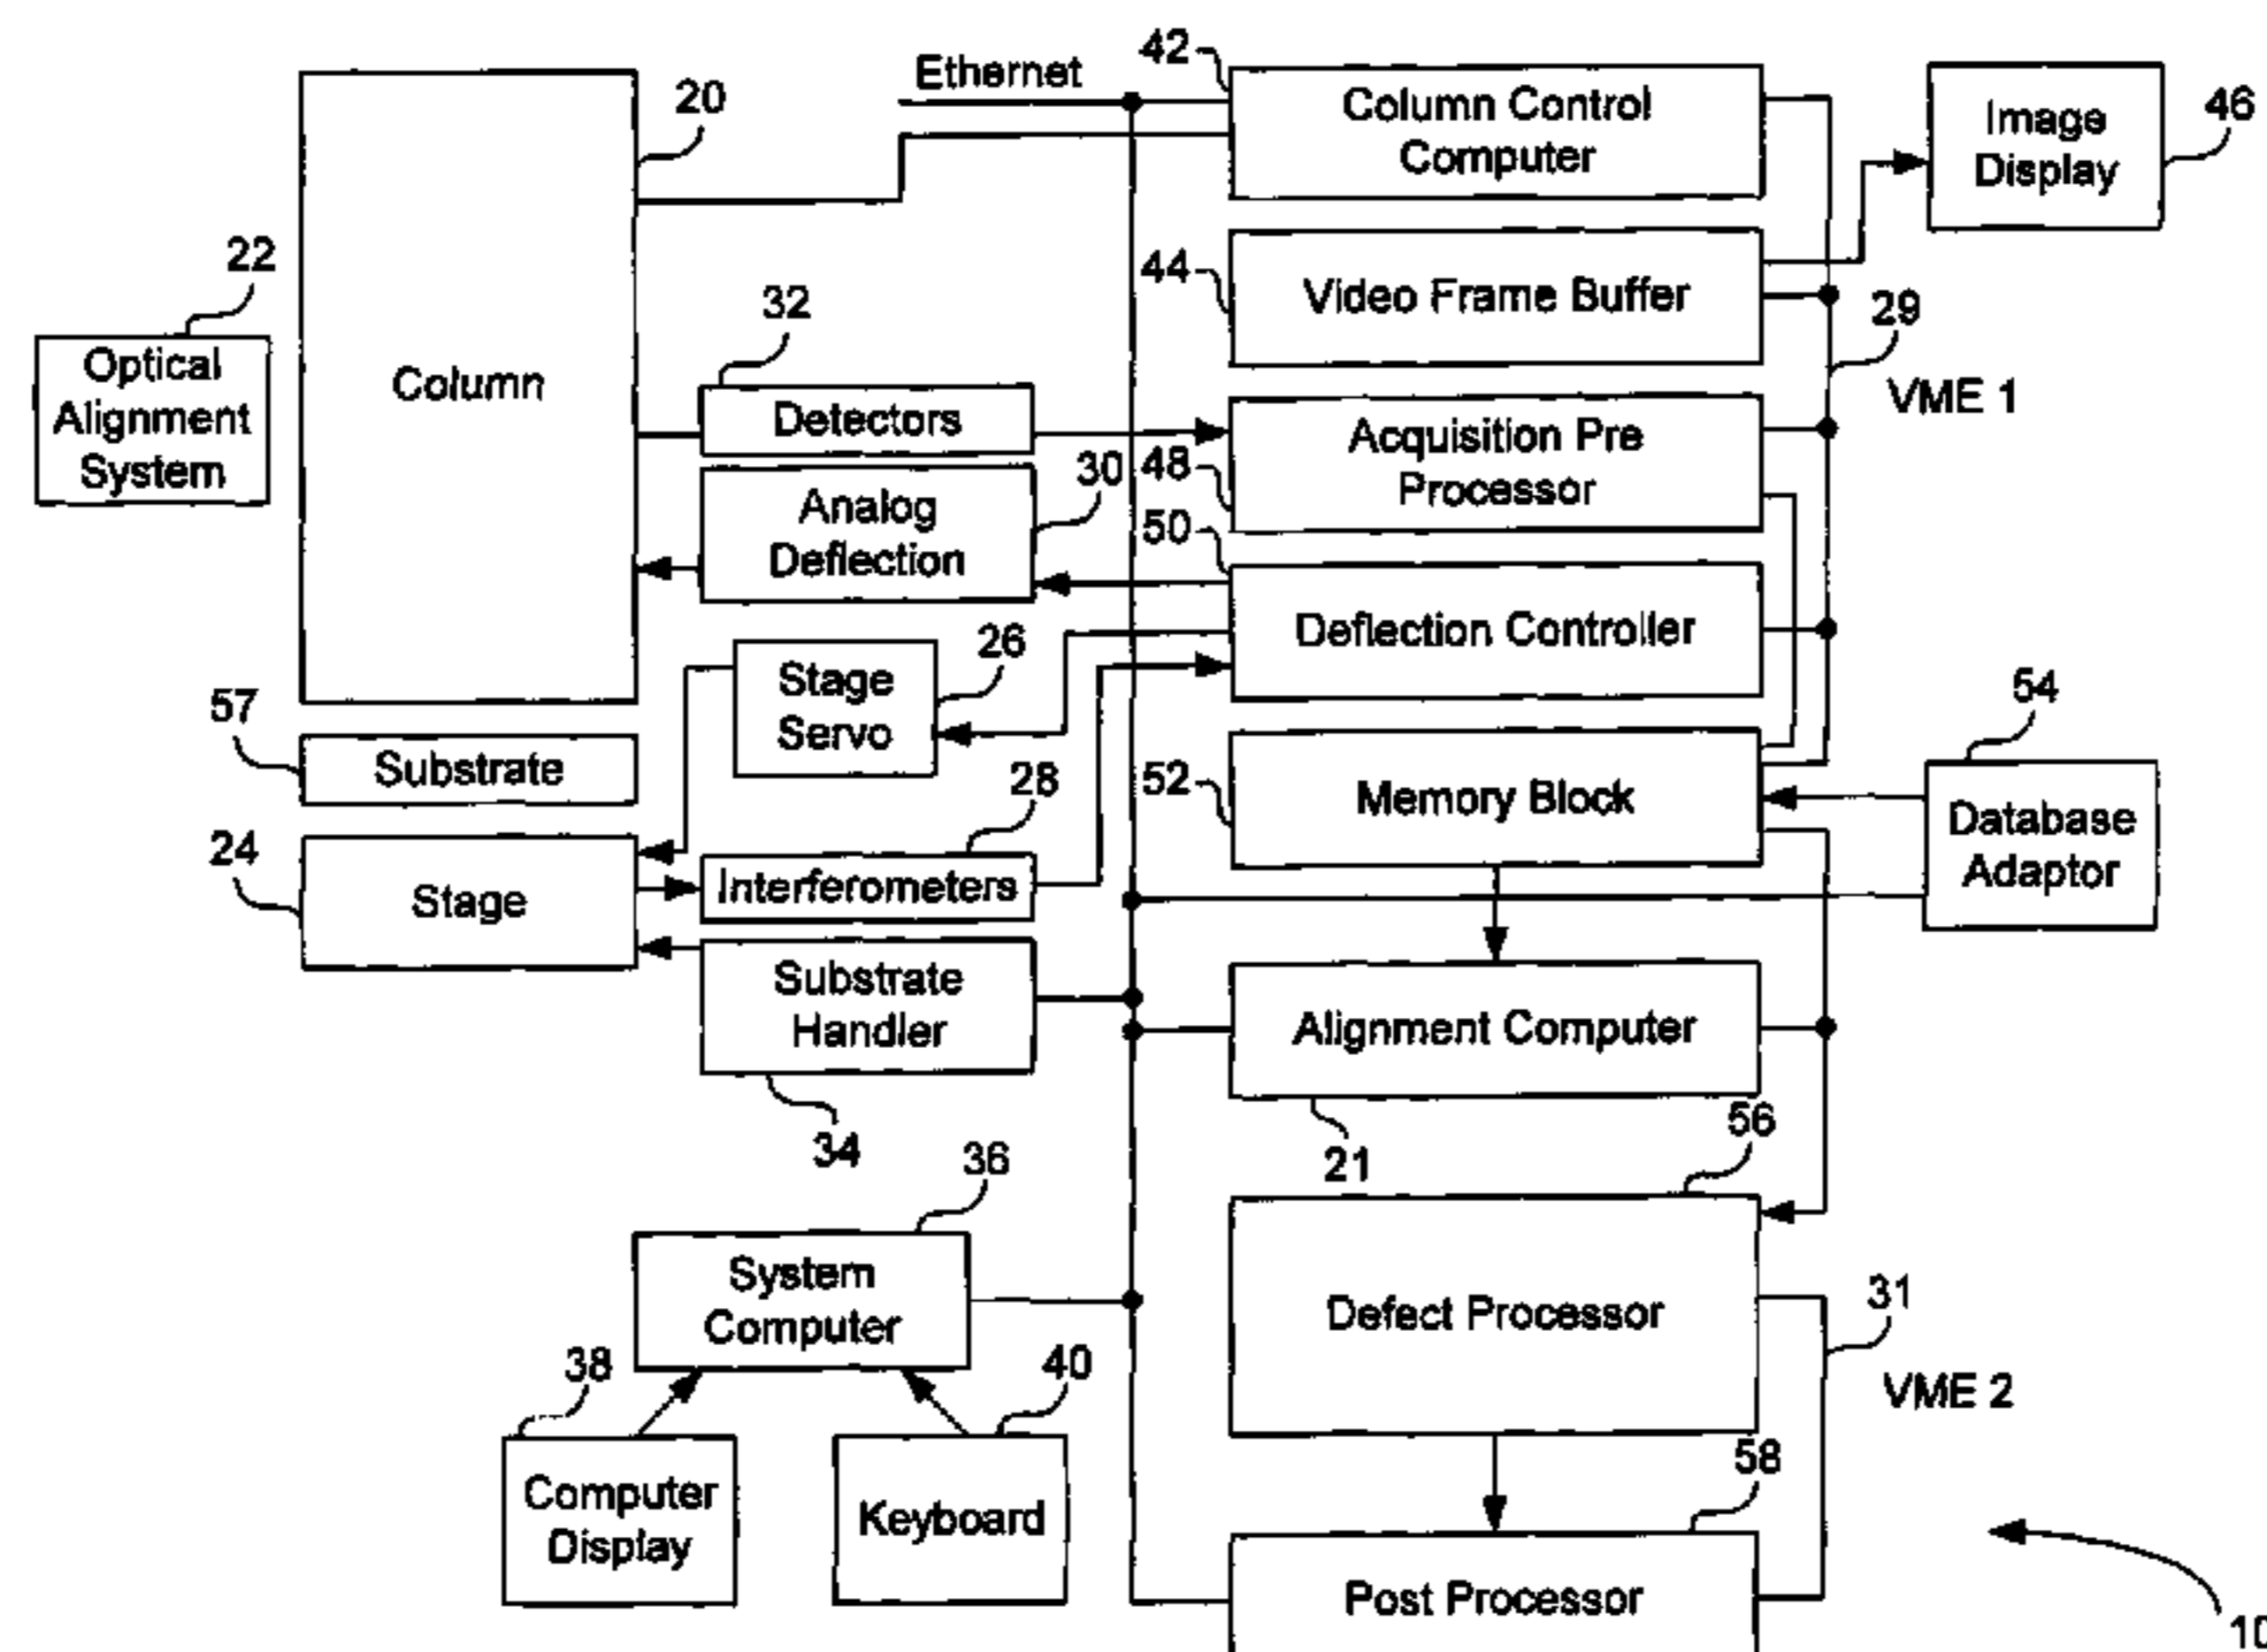 42
Ethernet
Column Control
Computer
Image
Display
46
20
22
Optical
Alignment
System
Column
44
Video Frame Buffer
29
VME 1
32
Detectors
48
Acquisition Pre
Processor
30
Analog
Deflection
50
Deflection Controller
26
Stage
Servo
57
Substrate
54
Database
Adaptor
52
Memory Block
28
Interferometers
24
Stage
Substrate
Handler
34
Alignment Computer
21
56
36
System
Computer
Defect Processor
31
VME 2
38
Computer
Display
40
Keyboard
58
Post Processor
10